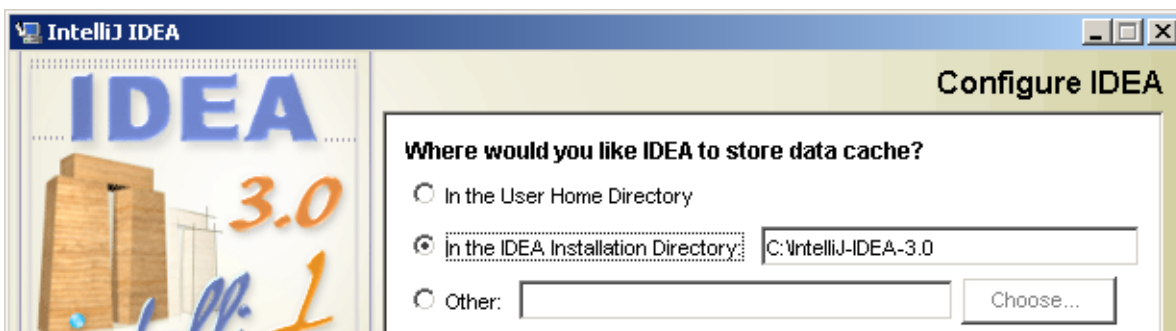 IntelliJ IDEA
IDEA
3.0
Configure IDEA
Where would you like IDEA to store data cache?
In the User Home Directory
In the IDEA Installation Directory: C:\IntelliJ-IDEA-3.0
Other: Choose...